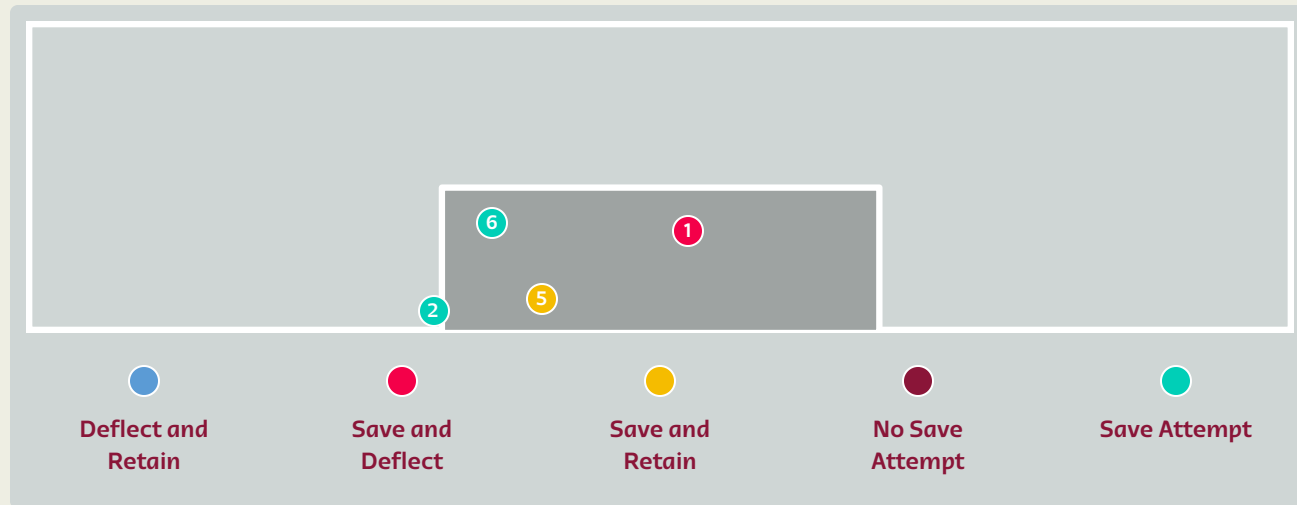 6
1
5
2
Deflect and
Retain
Save and
Deflect
Save and
Retain
No Save
Attempt
Save Attempt